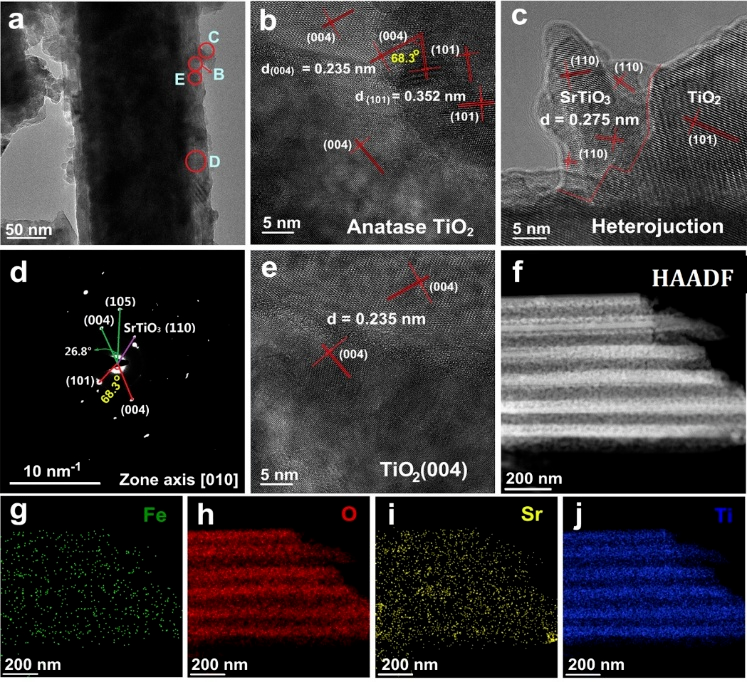 a
C
B
E
D
50 nm
b
(004)
(004)
68.3°
(101)
d(004) = 0.235 nm
d(101) = 0.352 nm
(101)
(004)
5 nm
Anatase TiO2
c
(110)
(110)
SrTiO3
TiO2
d = 0.275 nm
(101)
(110)
5 nm
Heterojuction
d
(105)
(004)
SrTiO3 (110)
26.8°
(101)
68.3°
(004)
10 nm-1
Zone axis [010]
e
(004)
d = 0.235 nm
(004)
5 nm
TiO2(004)
f
HAADF
200 nm
g
Fe
200 nm
h
O
200 nm
i
Sr
200 nm
j
Ti
200 nm